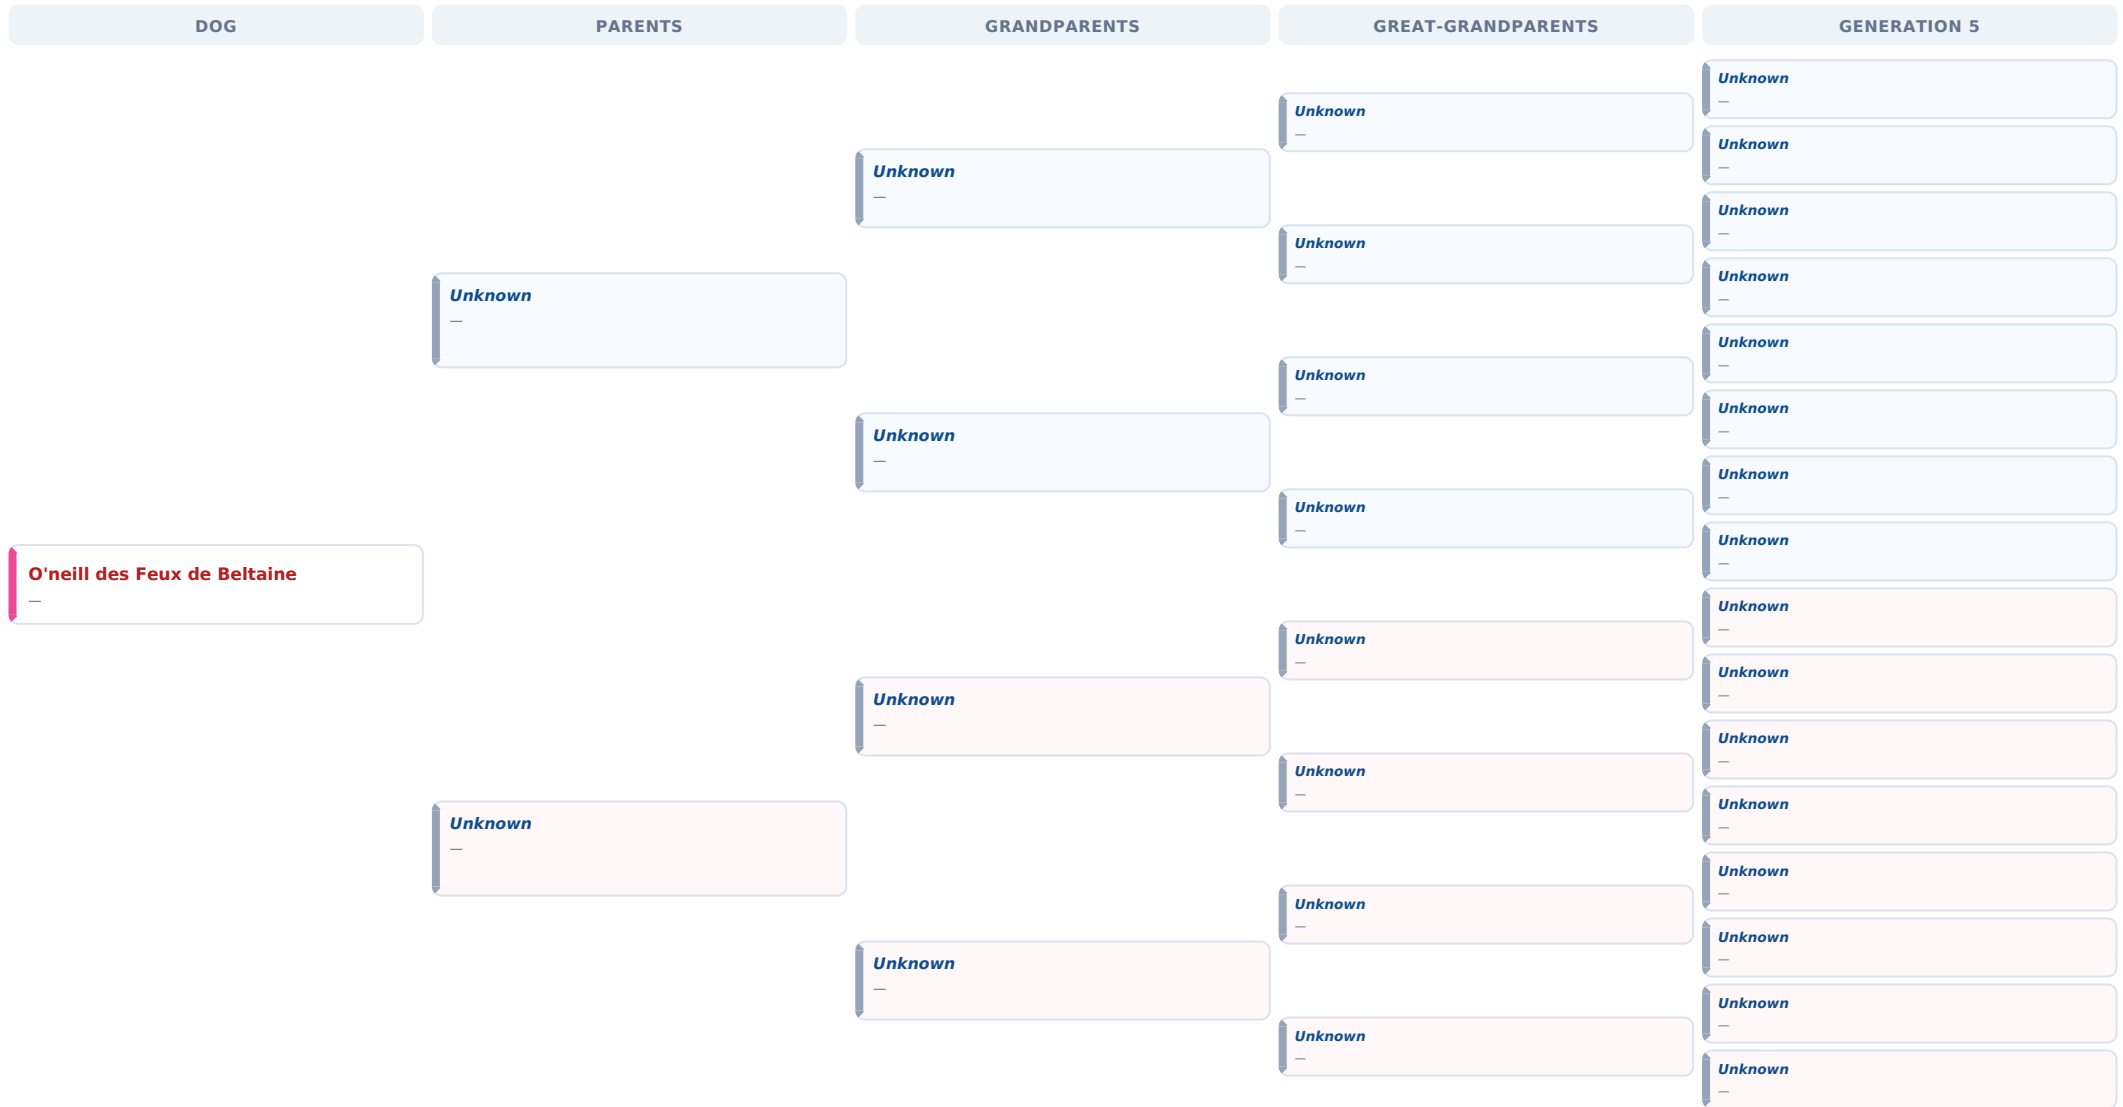 DOG
PARENTS
GRANDPARENTS
GREAT-GRANDPARENTS
GENERATION 5
O'neill des Feux de Beltaine
—
Unknown
—
Unknown
—
Unknown
—
Unknown
—
Unknown
—
Unknown
—
Unknown
—
Unknown
—
Unknown
—
Unknown
—
Unknown
—
Unknown
—
Unknown
—
Unknown
—
Unknown
—
Unknown
—
Unknown
—
Unknown
—
Unknown
—
Unknown
—
Unknown
—
Unknown
—
Unknown
—
Unknown
—
Unknown
—
Unknown
—
Unknown
—
Unknown
—
Unknown
—
Unknown
—